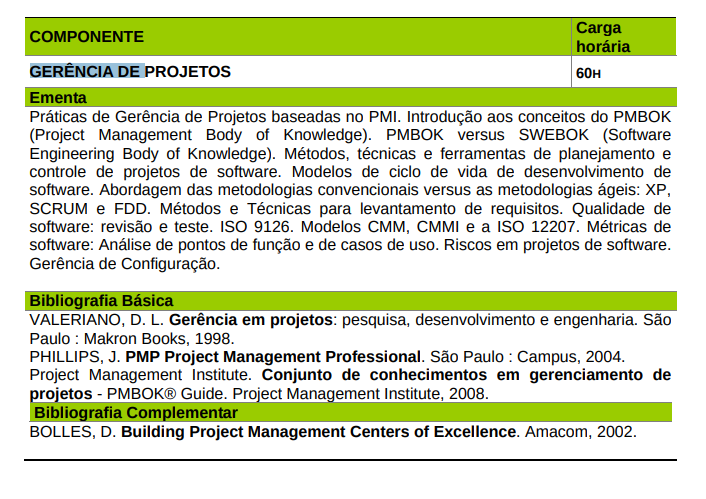 COMPONENTE
Carga
horária
GERÊNCIA DE PROJETOS
60H
Ementa
Práticas de Gerência de Projetos baseadas no PMI. Introdução aos conceitos do PMBOK
(Project Management Body of Knowledge). PMBOK versus SWEBOK (Software
Engineering Body of Knowledge). Métodos, técnicas e ferramentas de planejamento e
controle de projetos de software. Modelos de ciclo de vida de desenvolvimento de
software. Abordagem das metodologias convencionais versus as metodologias ágeis: XP,
SCRUM e FDD. Métodos e Técnicas para levantamento de requisitos. Qualidade de
software: revisão e teste. ISO 9126. Modelos CMM, CMMI e a ISO 12207. Métricas de
software: Análise de pontos de função e de casos de uso. Riscos em projetos de software.
Gerência de Configuração.
Bibliografia Básica
VALERIANO, D. L. Gerência em projetos: pesquisa, desenvolvimento e engenharia. São
Paulo : Makron Books, 1998.
PHILLIPS, J. PMP Project Management Professional. São Paulo : Campus, 2004.
Project Management Institute. Conjunto de conhecimentos em gerenciamento de
projetos - PMBOK® Guide. Project Management Institute, 2008.
Bibliografia Complementar
BOLLES, D. Building Project Management Centers of Excellence. Amacom, 2002.